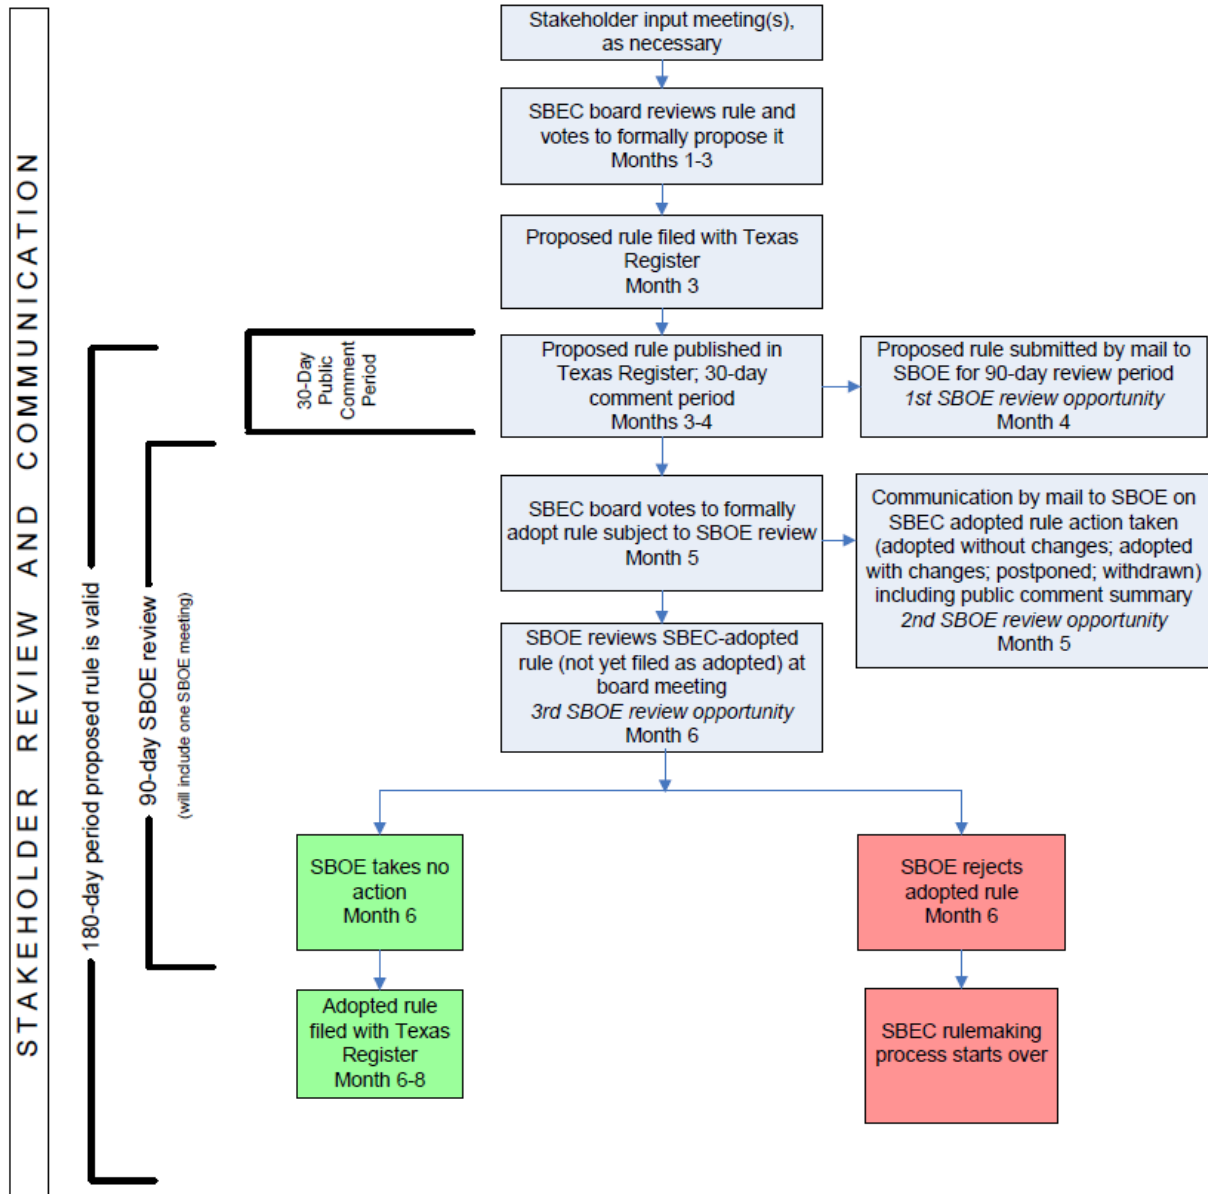 STAKEHOLDER REVIEW AND COMMUNICATION
Stakeholder input meeting(s),
as necessary
SBEC board reviews rule and
votes to formally propose it
Months 1-3
Proposed rule filed with Texas
Register
Month 3
180-day period proposed rule is valid
90-day SBOE review
(will include one SBOE meeting)
30-Day
Public
Comment
Period
Proposed rule published in
Texas Register; 30-day
comment period
Months 3-4
Proposed rule submitted by mail to
SBOE for 90-day review period
1st SBOE review opportunity
Month 4
SBEC board votes to formally
adopt rule subject to SBOE review
Month 5
Communication by mail to SBOE on
SBEC adopted rule action taken
(adopted without changes; adopted
with changes; postponed; withdrawn)
including public comment summary
2nd SBOE review opportunity
Month 5
SBOE reviews SBEC-adopted
rule (not yet filed as adopted) at
board meeting
3rd SBOE review opportunity
Month 6
SBOE takes no
action
Month 6
SBOE rejects
adopted rule
Month 6
Adopted rule
filed with Texas
Register
Month 6-8
SBEC rulemaking
process starts over